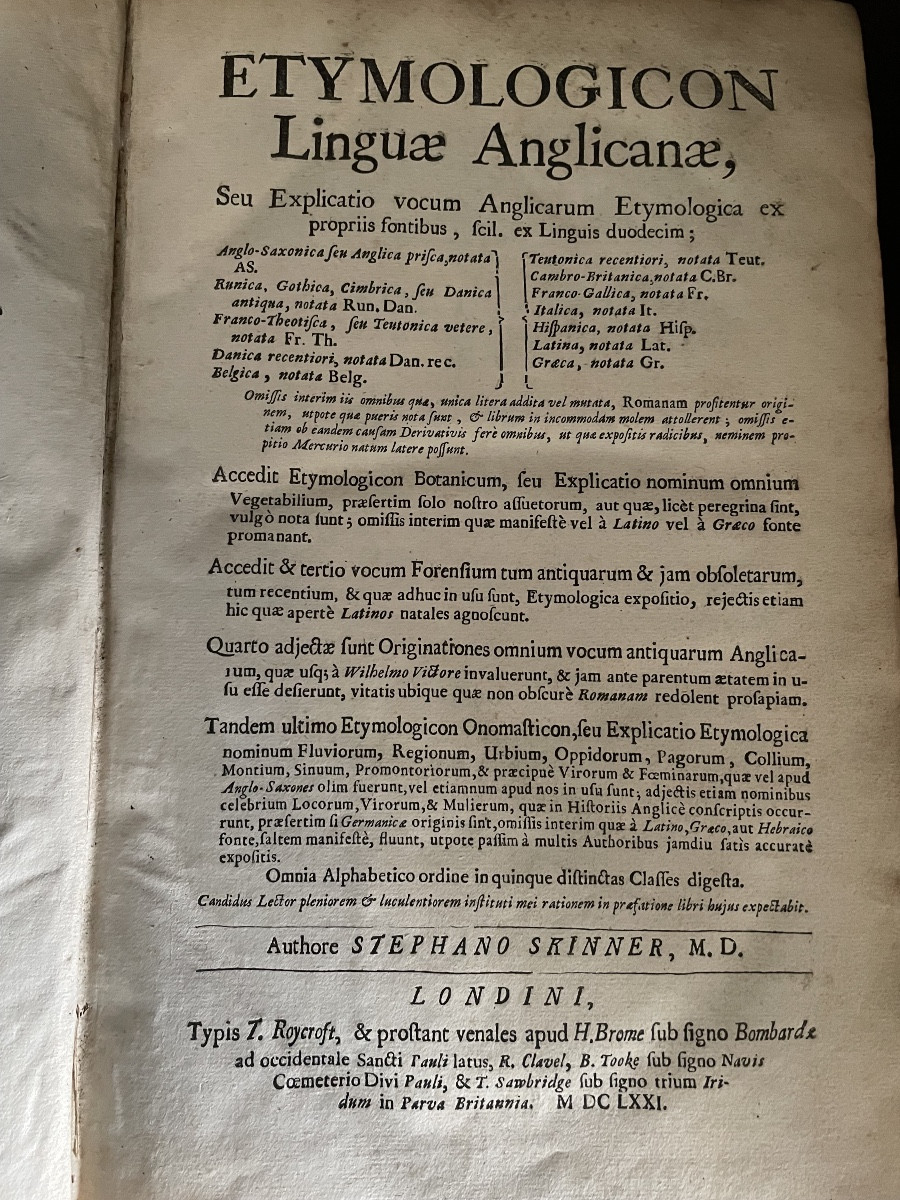 ETYMOLOGICON
Linguæ Anglicanæ,
Seu Explicatio vocum Anglicarum Etymologica ex
propriis fontibus, ſcil. ex Linguis duodecim;
Anglo-Saxonica ſeu Anglica priſca, notata
AS.
Runica, Gothica, Cimbrica, ſeu Danica
antiqua, notata Run. Dan.
Franco-Theotiſca, ſeu Teutonica vetere,
notata Fr. Th.
Danica recentiori, notata Dan. rec.
Belgica, notata Belg.
Teutonica recentiori, notata Teut.
Cambro-Britanica, notata C.Br.
Franco-Gallica, notata Fr.
Italica, notata It.
Hiſpanica, notata Hiſp.
Latina, notata Lat.
Græca, notata Gr.
Omiſſis interim iis omnibus quæ, unica litera addita vel mutata, Romanam profitentur origi-
nem, utpote quæ pueris nota ſunt, & librum in incommodam molem attollerent; omiſſis e-
tiam ob eandem cauſam Derivativis ferè omnibus, ut quæ expoſitis radicibus, neminem pro-
pitio Mercurio natum latere poſſunt.
Accedit Etymologicon Botanicum, ſeu Explicatio nominum omnium
Vegetabilium, præſertim ſolo noſtro aſſuetorum, aut quæ, licèt peregrina ſint,
vulgò nota ſunt; omiſſis interim quæ manifeſtè vel à Latino vel à Græco fonte
promanant.
Accedit & tertio vocum Forenſium tum antiquarum & jam obſoletarum,
tum recentium, & quæ adhuc in uſu ſunt, Etymologica expoſitio, rejectis etiam
hic quæ apertè Latinos natales agnoſcunt.
Quarto adjectæ ſunt Originationes omnium vocum antiquarum Anglica-
rum, quæ uſq; à Wilhelmo Victore invaluerunt, & jam ante parentum ætatem in u-
ſu eſſe deſierunt, vitatis ubique quæ non obſcurè Romanam redolent proſapiam.
Tandem ultimo Etymologicon Onomaſticon, ſeu Explicatio Etymologica
nominum Fluviorum, Regionum, Urbium, Oppidorum, Pagorum, Collium,
Montium, Sinuum, Promontoriorum, & præcipuè Virorum & Fœminarum, quæ vel apud
Anglo-Saxones olim fuerunt, vel etiamnum apud nos in uſu ſunt; adjectis etiam nominibus
celebrium Locorum, Virorum, & Mulierum, quæ in Hiſtoriis Anglicè conſcriptis occur-
runt, præſertim ſi Germanicæ originis ſint, omiſſis interim quæ à Latino, Græco, aut Hebraico
fonte, ſaltem manifeſtè, fluunt, utpote paſſim à multis Authoribus jamdiu ſatis accuratè
expoſitis.
Omnia Alphabetico ordine in quinque diſtinctas Claſſes digeſta.
Candidus Lector pleniorem & luculentiorem inſtituti mei rationem in præfatione libri hujus expectabit.
Authore STEPHANO SKINNER, M. D.
LONDINI,
Typis T. Roycroft, & proſtant venales apud H. Brome ſub ſigno Bombardæ
ad occidentale Sancti Pauli latus, R. Clavel, B. Tooke ſub ſigno Navis
Cœmeterio Divi Pauli, & T. Sawbridge ſub ſigno trium Iri-
dum in Parva Britannia. M DC LXXI.